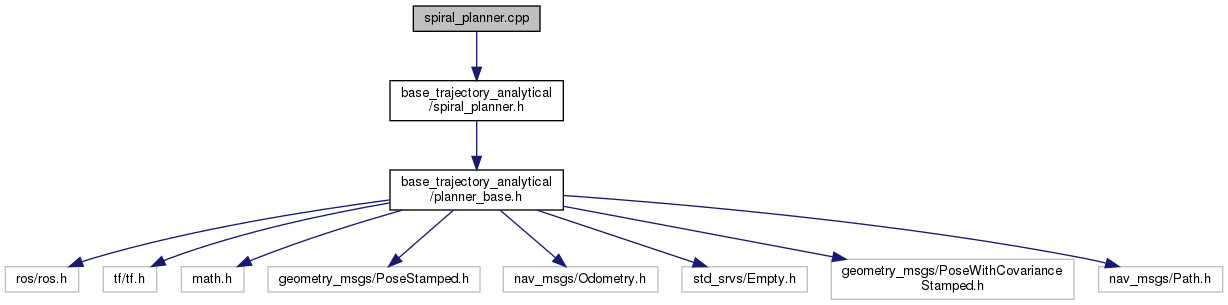 spiral_planner.cpp
base_trajectory_analytical
/spiral_planner.h
base_trajectory_analytical
/planner_base.h
ros/ros.h
tf/tf.h
math.h
geometry_msgs/PoseStamped.h
nav_msgs/Odometry.h
std_srvs/Empty.h
geometry_msgs/PoseWithCovariance
Stamped.h
nav_msgs/Path.h